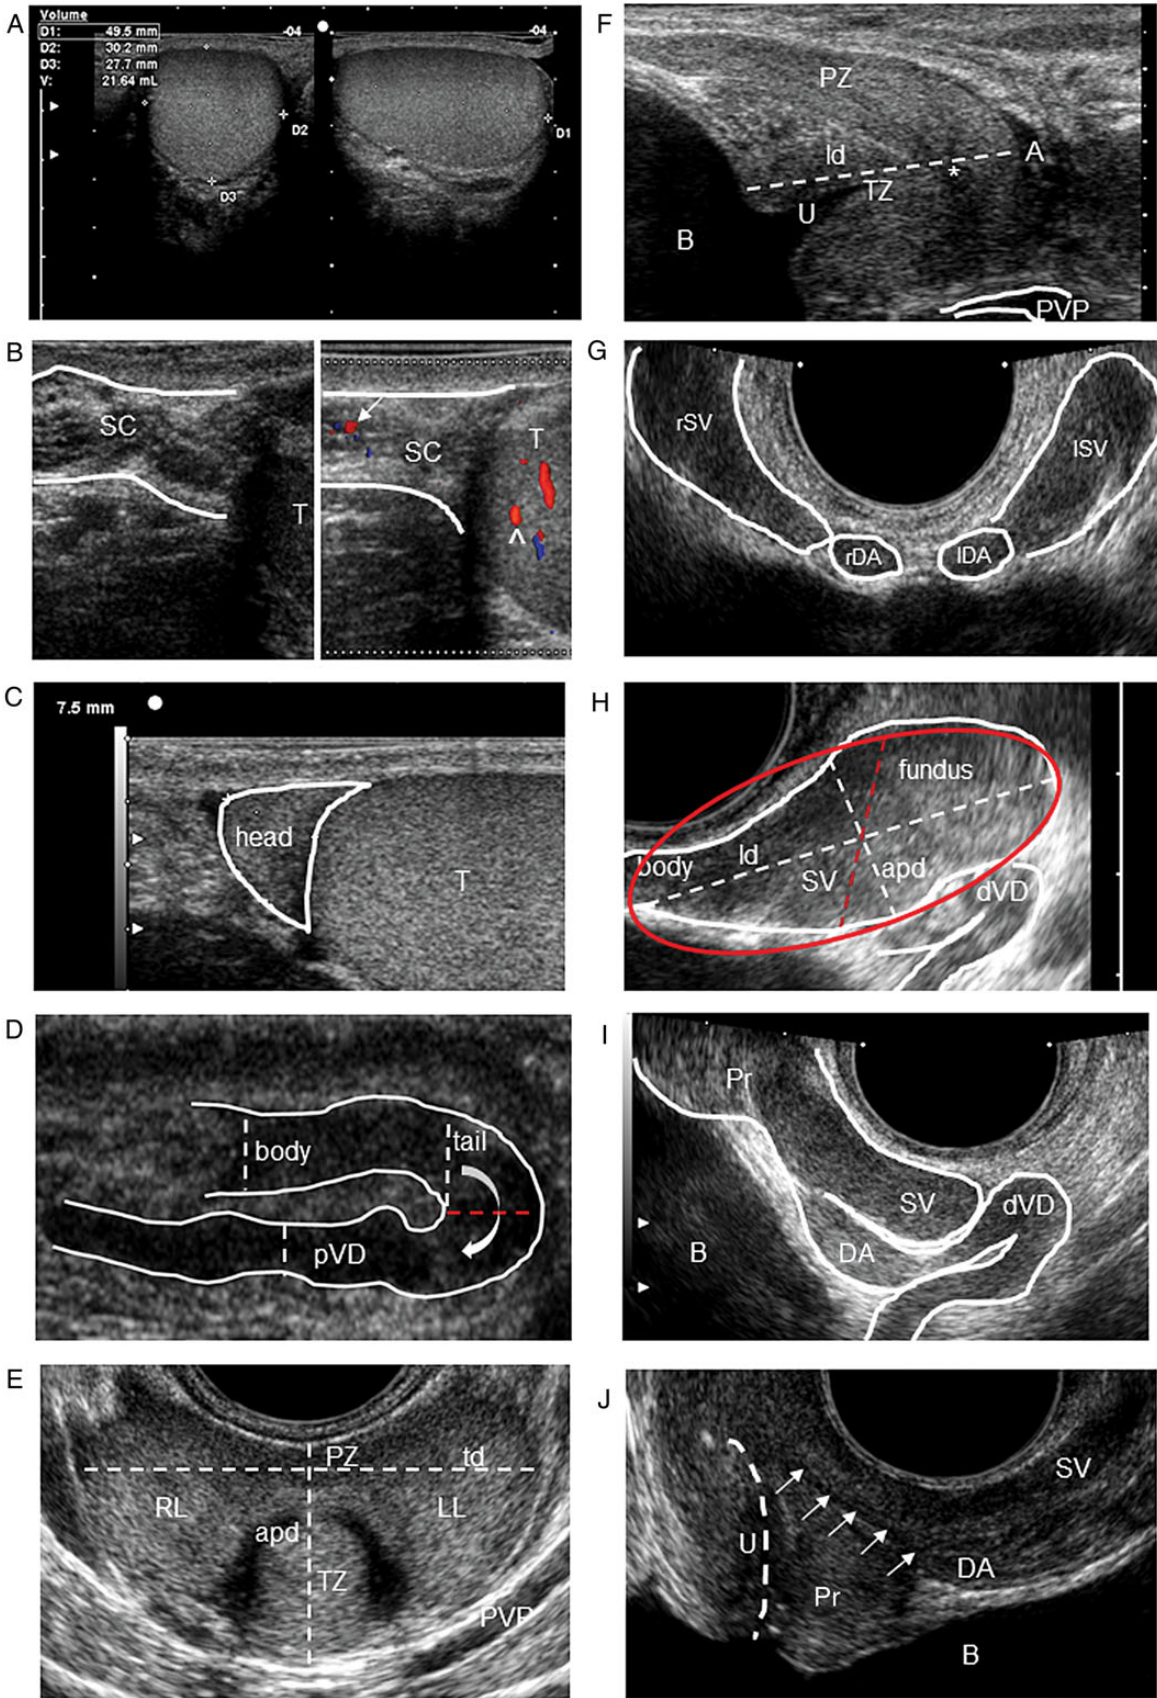 A
Volume
D1: 49.5 mm
D2: 30.2 mm
D3: 27.7 mm
V: 21.64 mL
-04
-04
D2
D1
D3
B
SC
T
SC
T
^
C
7.5 mm
head
T
D
body
tail
pVD
E
PZ
td
RL
LL
apd
TZ
PVP
F
PZ
ld
A
*
TZ
U
B
PVP
G
rSV
lSV
rDA
lDA
H
fundus
body
ld
SV
apd
dVD
I
Pr
SV
dVD
DA
B
J
SV
U
DA
Pr
B